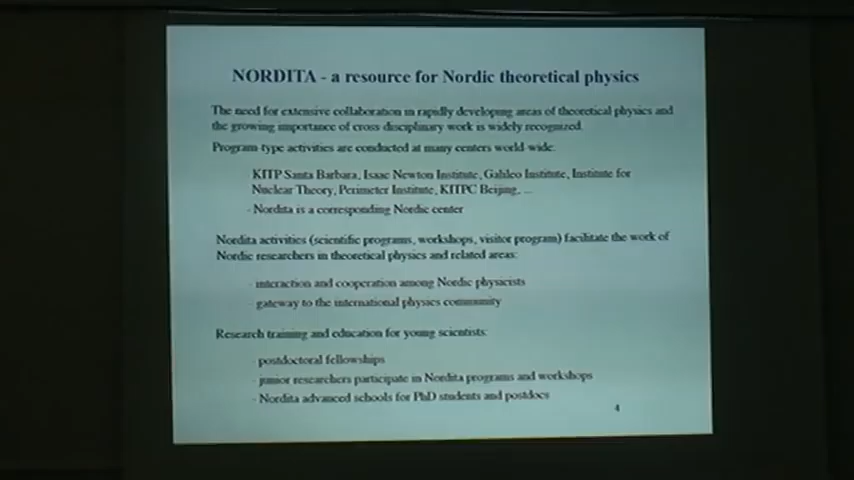 NORDITA - a resource for Nordic theoretical physics
The need for extensive collaboration in rapidly developing areas of theoretical physics and
the growing importance of cross disciplinary work is widely recognized.
Program-type activities are conducted at many centers world-wide:
KITP Santa Barbara, Isaac Newton Institute, Galileo Institute, Institute for
Nuclear Theory, Perimeter Institute, KITPC Beijing, ...
- Nordita is a corresponding Nordic center
Nordita activities (scientific programs, workshops, visitor program) facilitate the work of
Nordic researchers in theoretical physics and related areas:
- interaction and cooperation among Nordic physicists
- gateway to the international physics community
Research training and education for young scientists:
- postdoctoral fellowships
- junior researchers participate in Nordita programs and workshops
- Nordita advanced schools for PhD students and postdocs
4